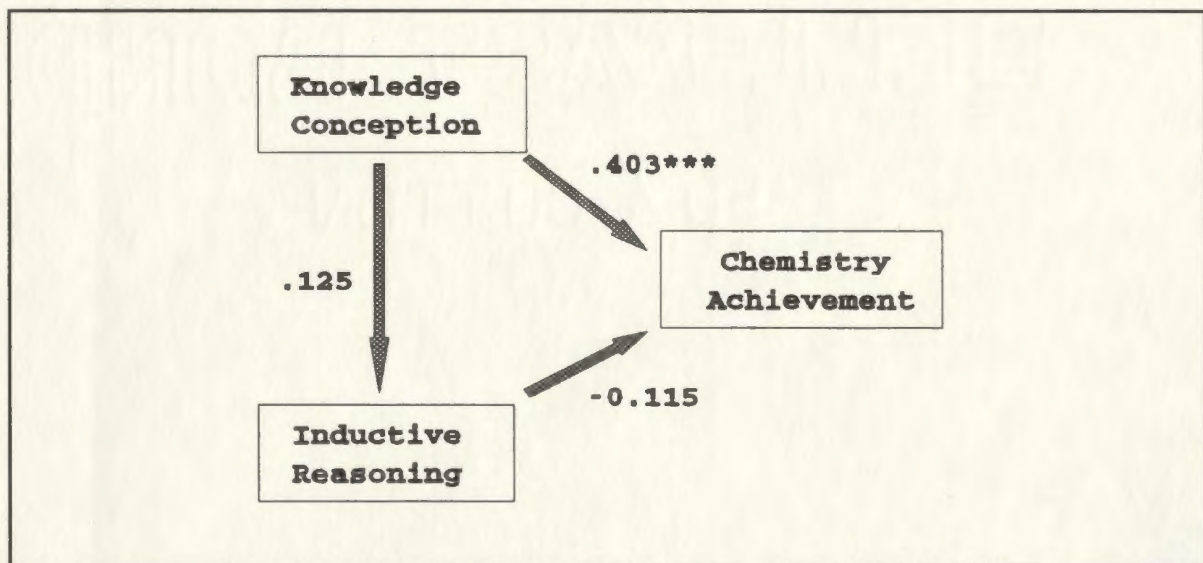 Knowledge
Conception
.403***
Chemistry
Achievement
.125
-0.115
Inductive
Reasoning